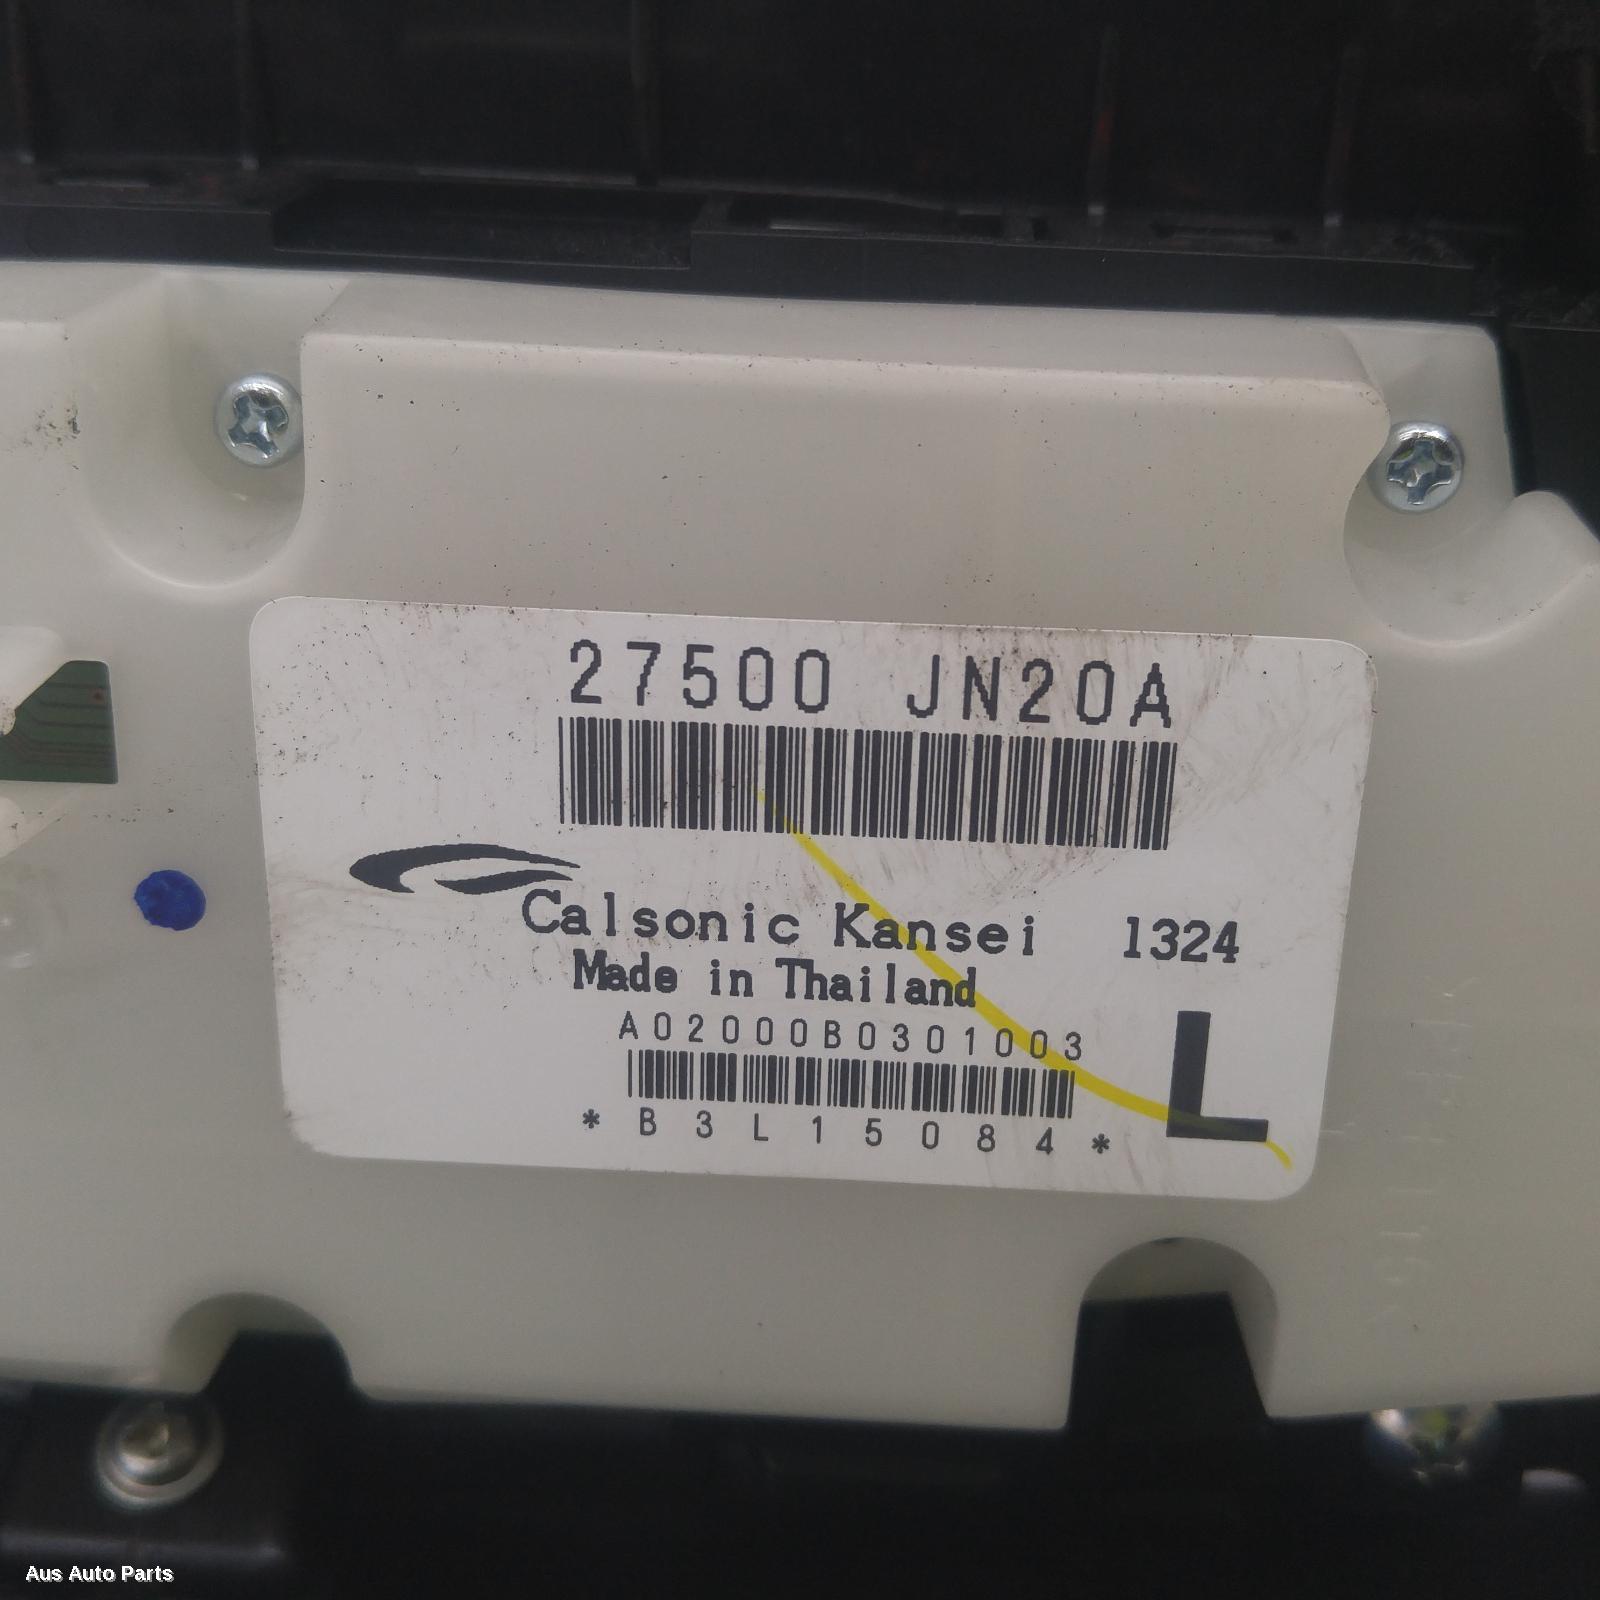 27500 JN20A
Calsonic Kansei 1324
Made in Thailand
A02000B0301003
L
*B3L15084*
Aus Auto Parts